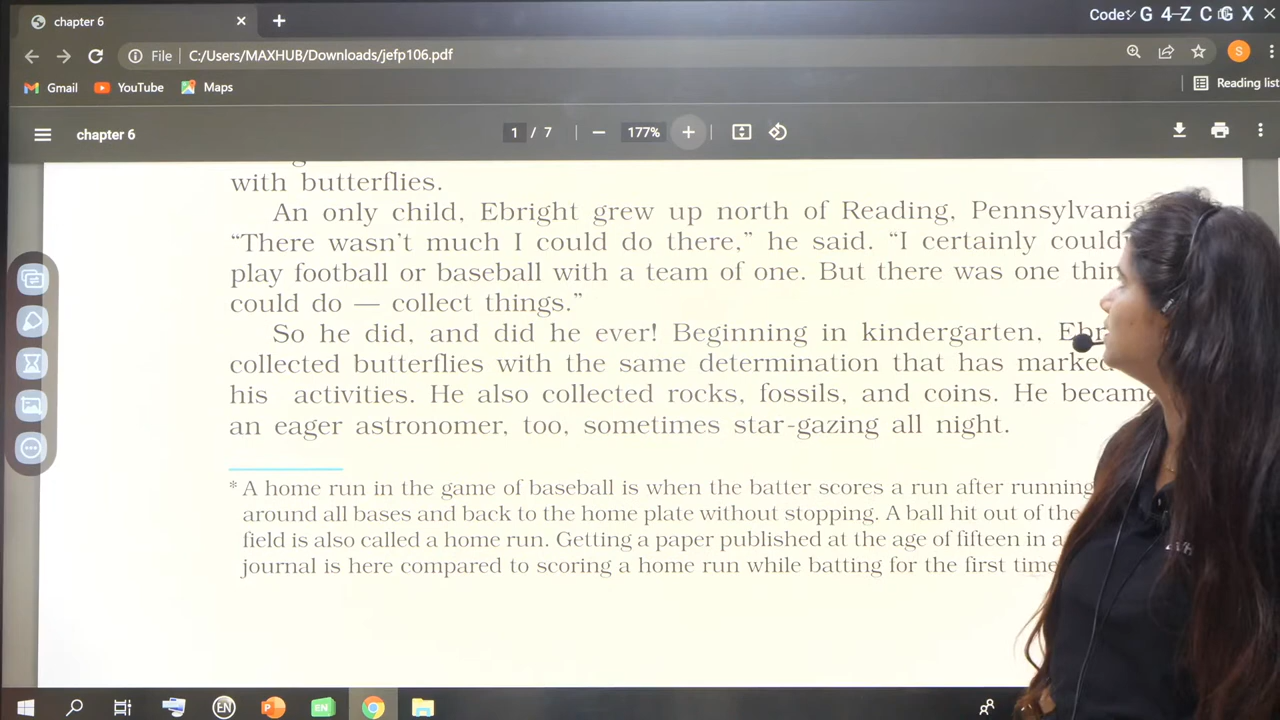 chapter 6
Code: G 4-Z C G X
File C:/Users/MAXHUB/Downloads/jefp106.pdf
S
Gmail YouTube Maps
Reading list
chapter 6
1 / 7 177%
with butterflies.
An only child, Ebright grew up north of Reading, Pennsylvania
“There wasn’t much I could do there,” he said. “I certainly could
play football or baseball with a team of one. But there was one thin
could do — collect things.”
So he did, and did he ever! Beginning in kindergarten, Ebr
collected butterflies with the same determination that has marked
his activities. He also collected rocks, fossils, and coins. He became
an eager astronomer, too, sometimes star-gazing all night.
* A home run in the game of baseball is when the batter scores a run after running
around all bases and back to the home plate without stopping. A ball hit out of the
field is also called a home run. Getting a paper published at the age of fifteen in a
journal is here compared to scoring a home run while batting for the first time
EN
EN